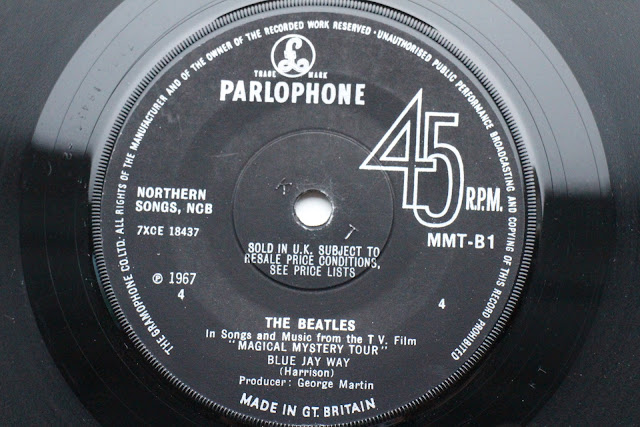 THE GRAMOPHONE CO. LTD. ALL RIGHTS OF THE MANUFACTURER AND OF THE OWNER OF THE RECORDED WORK RESERVED · UNAUTHORISED PUBLIC PERFORMANCE BROADCASTING AND COPYING OF THIS RECORD PROHIBITED
£
TRADE MARK
PARLOPHONE
45 R.P.M.
NORTHERN
SONGS, NCB
7XCE 18437
MMT-B1
K T
SOLD IN U.K. SUBJECT TO
RESALE PRICE CONDITIONS,
SEE PRICE LISTS
℗ 1967
4
4
THE BEATLES
In Songs and Music from the T.V. Film
"MAGICAL MYSTERY TOUR"
BLUE JAY WAY
(Harrison)
Producer: George Martin
MADE IN GT. BRITAIN